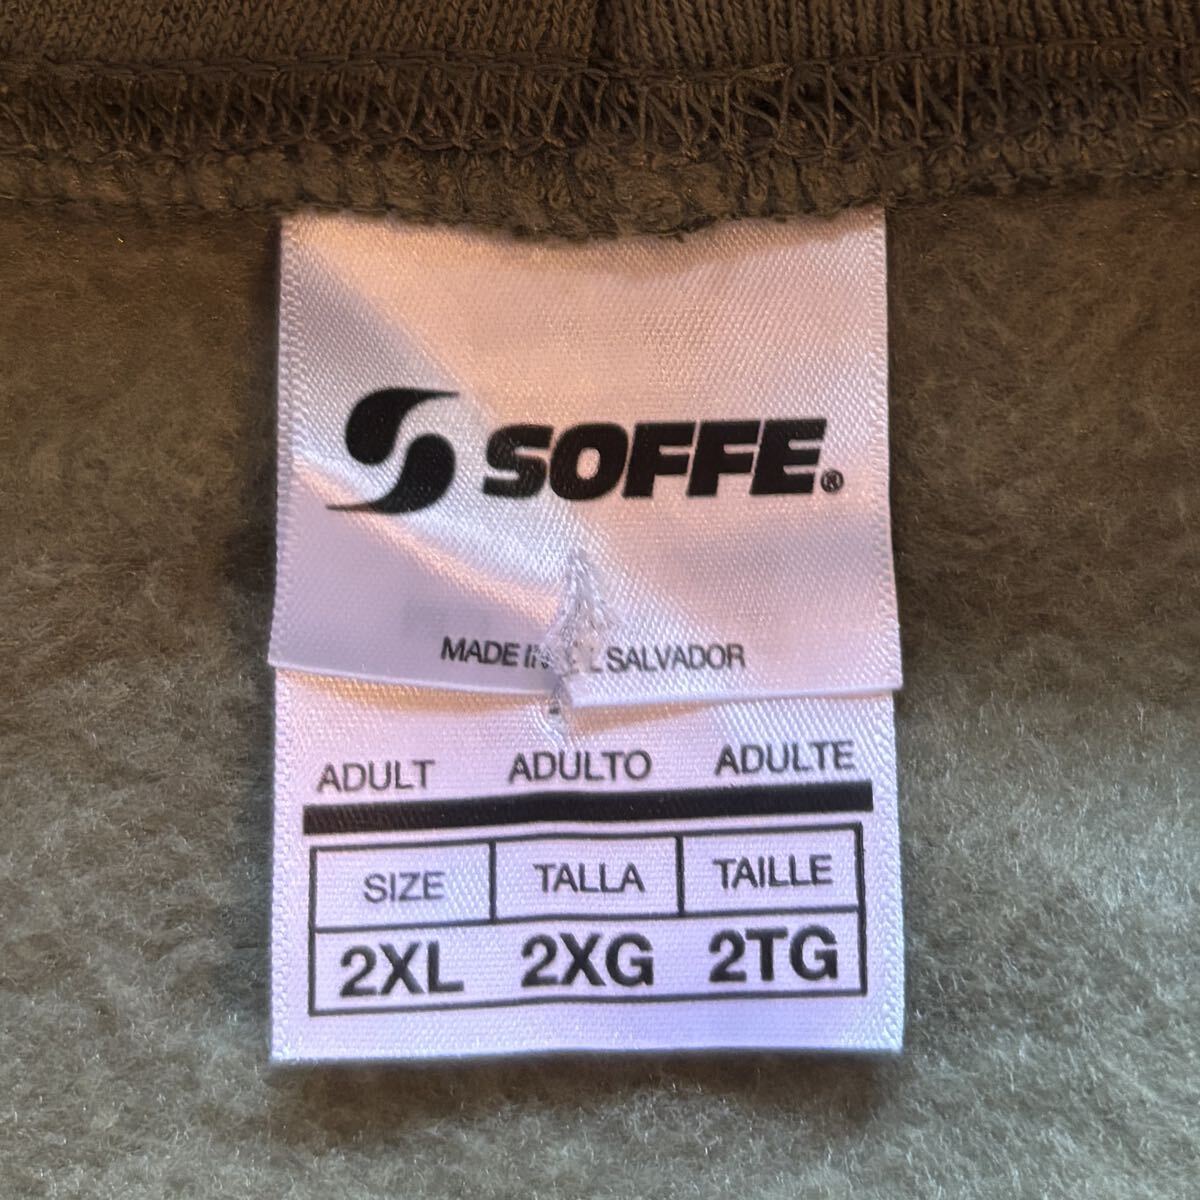 SOFFE®
MADE IN EL SALVADOR
ADULT ADULTO ADULTE
SIZE TALLA TAILLE
2XL 2XG 2TG